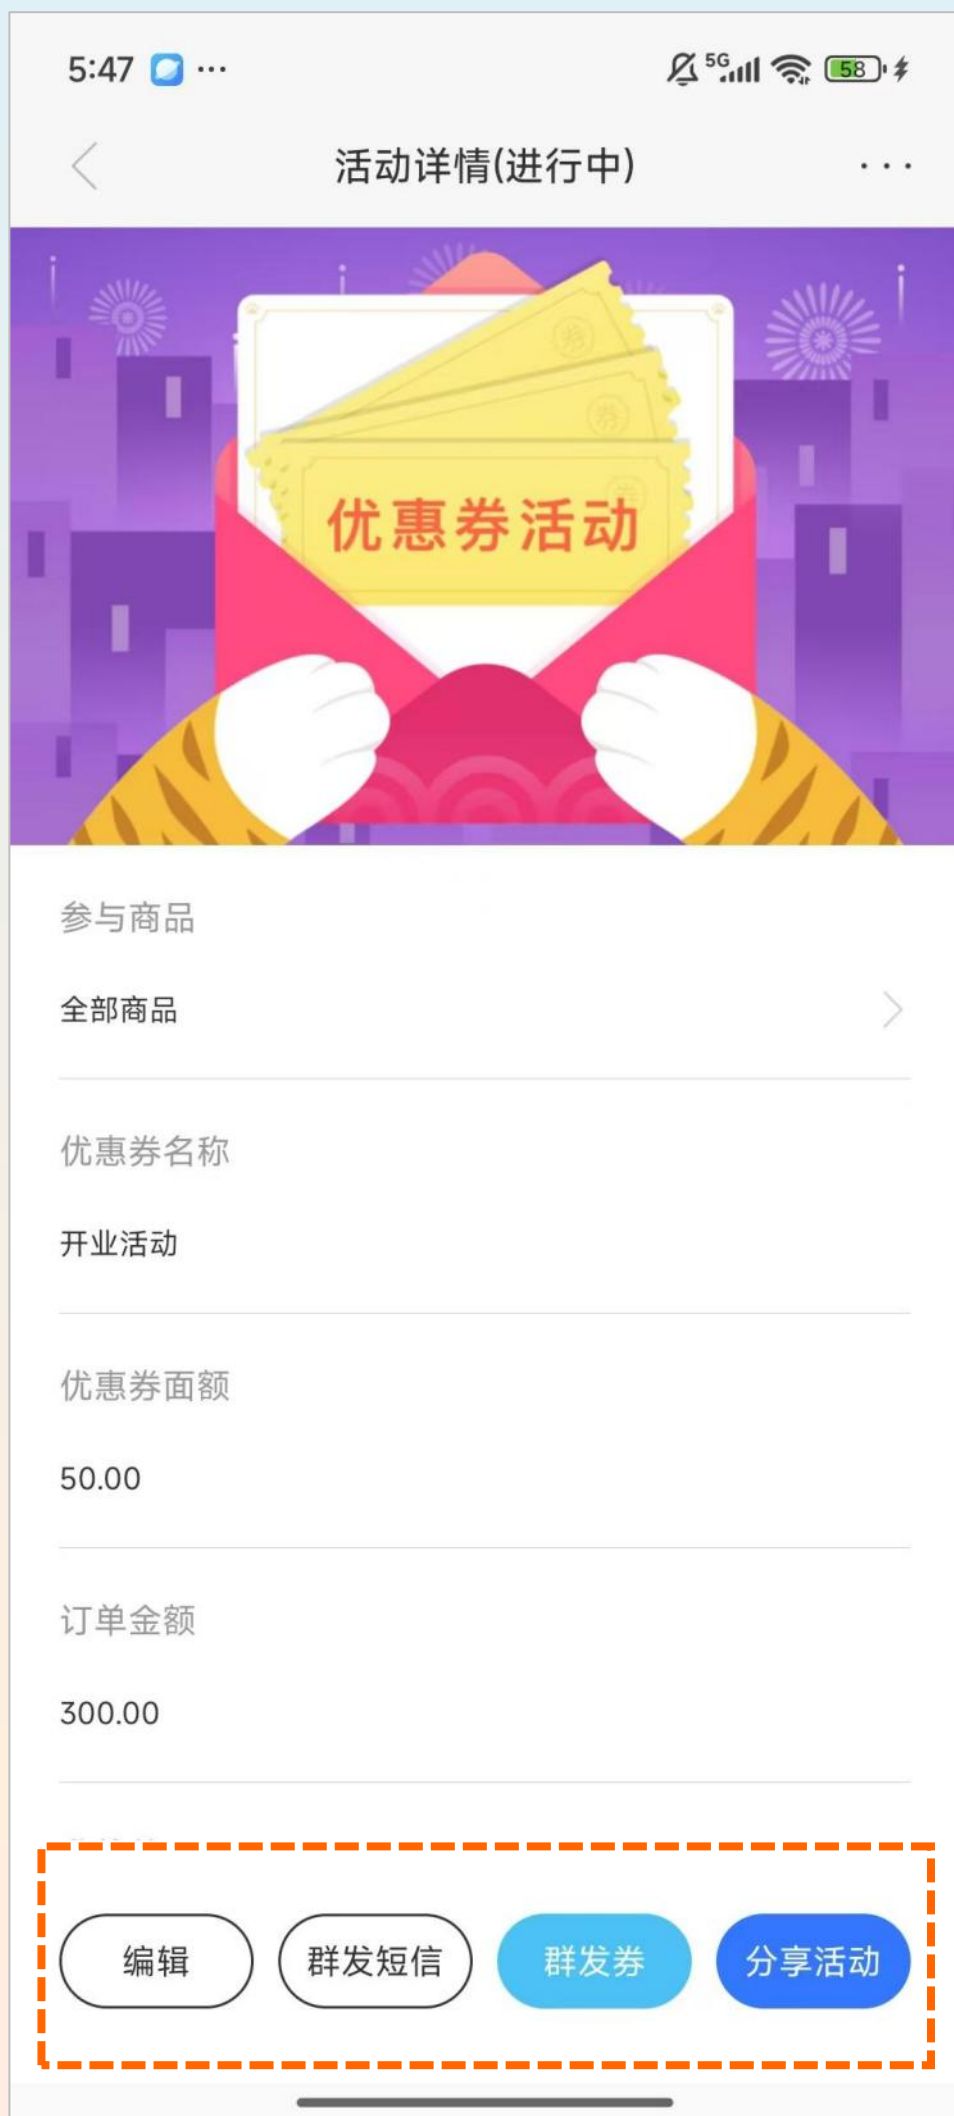 5:47 ... 5G 58
活动详情(进行中) ...
券
券
券
优惠券活动
参与商品
全部商品
优惠券名称
开业活动
优惠券面额
50.00
订单金额
300.00
编辑 群发短信 群发券 分享活动